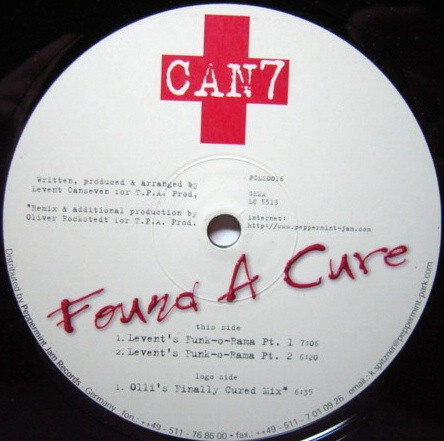 CAN7
Written, produced & arranged by
Levent Canseven for T.P.A. Prod.
*Remix & additional production by
Oliver Bockstedt for T.P.A. Prod.
GEMA
LC 5513
internet:
http://www.peppermint-jam.com
Found A Cure
this side
1. Levent's Funk-o-Rama Pt. 1 7:06
2. Levent's Funk-o-Rama Pt. 2 6:20
logo side
1. Olli's Finally Cured Mix* 6:35
Distributed by Peppermint Jam Records Germany fon: ++49 - 511 - 76 86 00 • fax.: ++49 - 511 - 7 01 09 26 email.: k.spitzner@peppermint-park.com